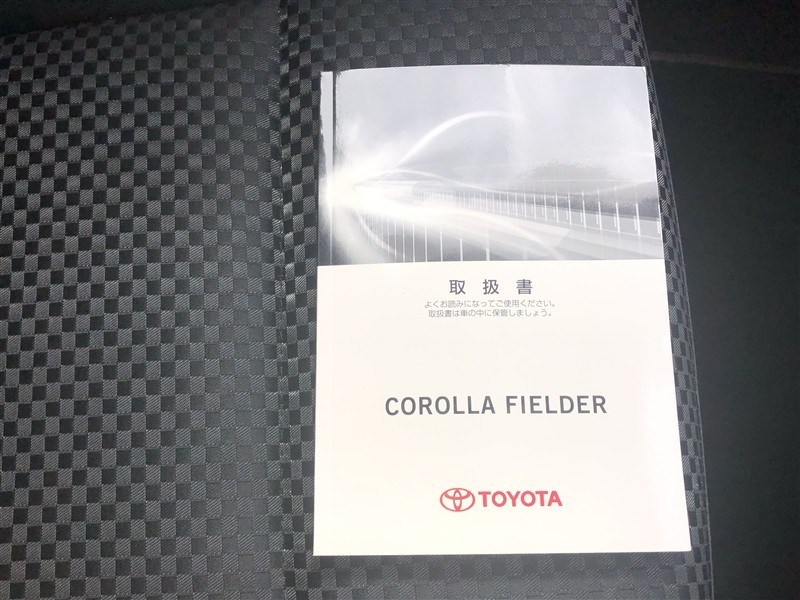 取扱書
よくお読みになってご使用ください。
取扱書は車の中に保管しましょう。
COROLLA FIELDER
TOYOTA